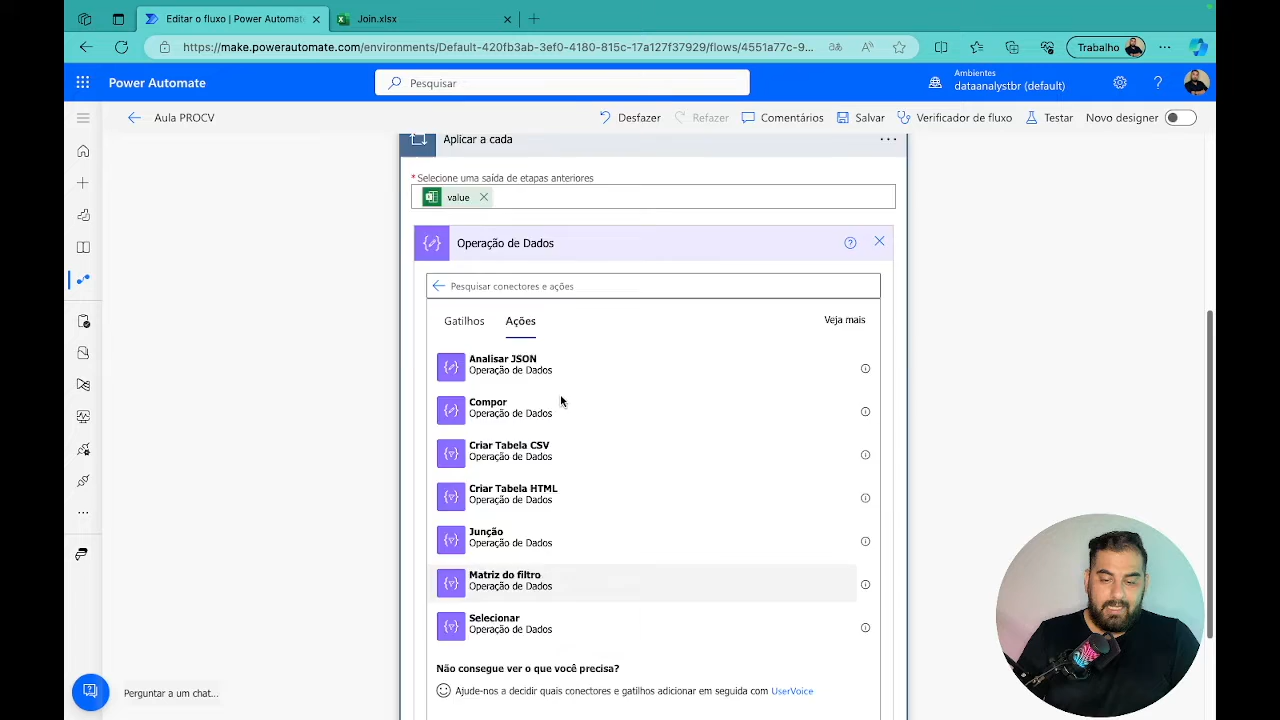 Editar o fluxo | Power Automate
Join.xlsx
https://make.powerautomate.com/environments/Default-420fb3ab-3ef0-4180-815c-17a127f37929/flows/4551a77c-9...
Trabalho
Power Automate
Pesquisar
Ambientes
dataanalystbr (default)
Aula PROCV
Desfazer
Refazer
Comentários
Salvar
Verificador de fluxo
Testar
Novo designer
Aplicar a cada
* Selecione uma saída de etapas anteriores
value
Operação de Dados
Pesquisar conectores e ações
Gatilhos
Ações
Veja mais
Analisar JSON
Operação de Dados
Compor
Operação de Dados
Criar Tabela CSV
Operação de Dados
Criar Tabela HTML
Operação de Dados
Junção
Operação de Dados
Matriz do filtro
Operação de Dados
Selecionar
Operação de Dados
Não consegue ver o que você precisa?
Ajude-nos a decidir quais conectores e gatilhos adicionar em seguida com UserVoice
Perguntar a um chat...